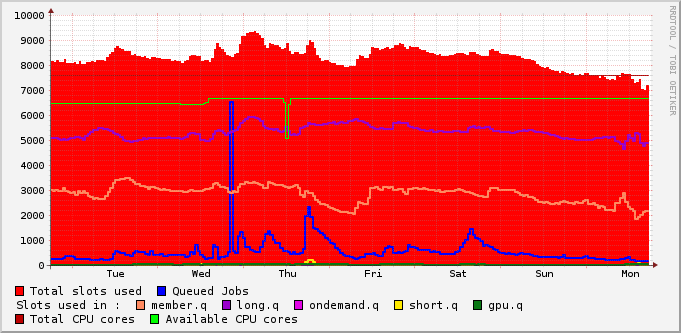 RRDTOOL / TOBI OETIKER
10000
9000
8000
7000
6000
5000
4000
3000
2000
1000
0
Tue Wed Thu Fri Sat Sun Mon
Total slots used Queued Jobs
Slots used in : member.q long.q ondemand.q short.q gpu.q
Total CPU cores Available CPU cores